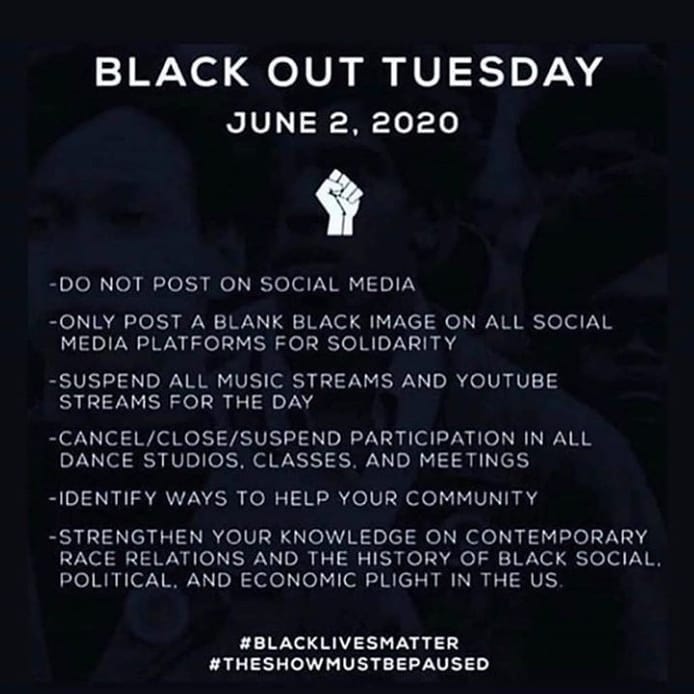 BLACK OUT TUESDAY
JUNE 2, 2020
-DO NOT POST ON SOCIAL MEDIA
-ONLY POST A BLANK BLACK IMAGE ON ALL SOCIAL
MEDIA PLATFORMS FOR SOLIDARITY
-SUSPEND ALL MUSIC STREAMS AND YOUTUBE
STREAMS FOR THE DAY
-CANCEL/CLOSE/SUSPEND PARTICIPATION IN ALL
DANCE STUDIOS, CLASSES, AND MEETINGS
-IDENTIFY WAYS TO HELP YOUR COMMUNITY
-STRENGTHEN YOUR KNOWLEDGE ON CONTEMPORARY
RACE RELATIONS AND THE HISTORY OF BLACK SOCIAL,
POLITICAL, AND ECONOMIC PLIGHT IN THE US.
#BLACKLIVESMATTER
#THESHOWMUSTBEPAUSED